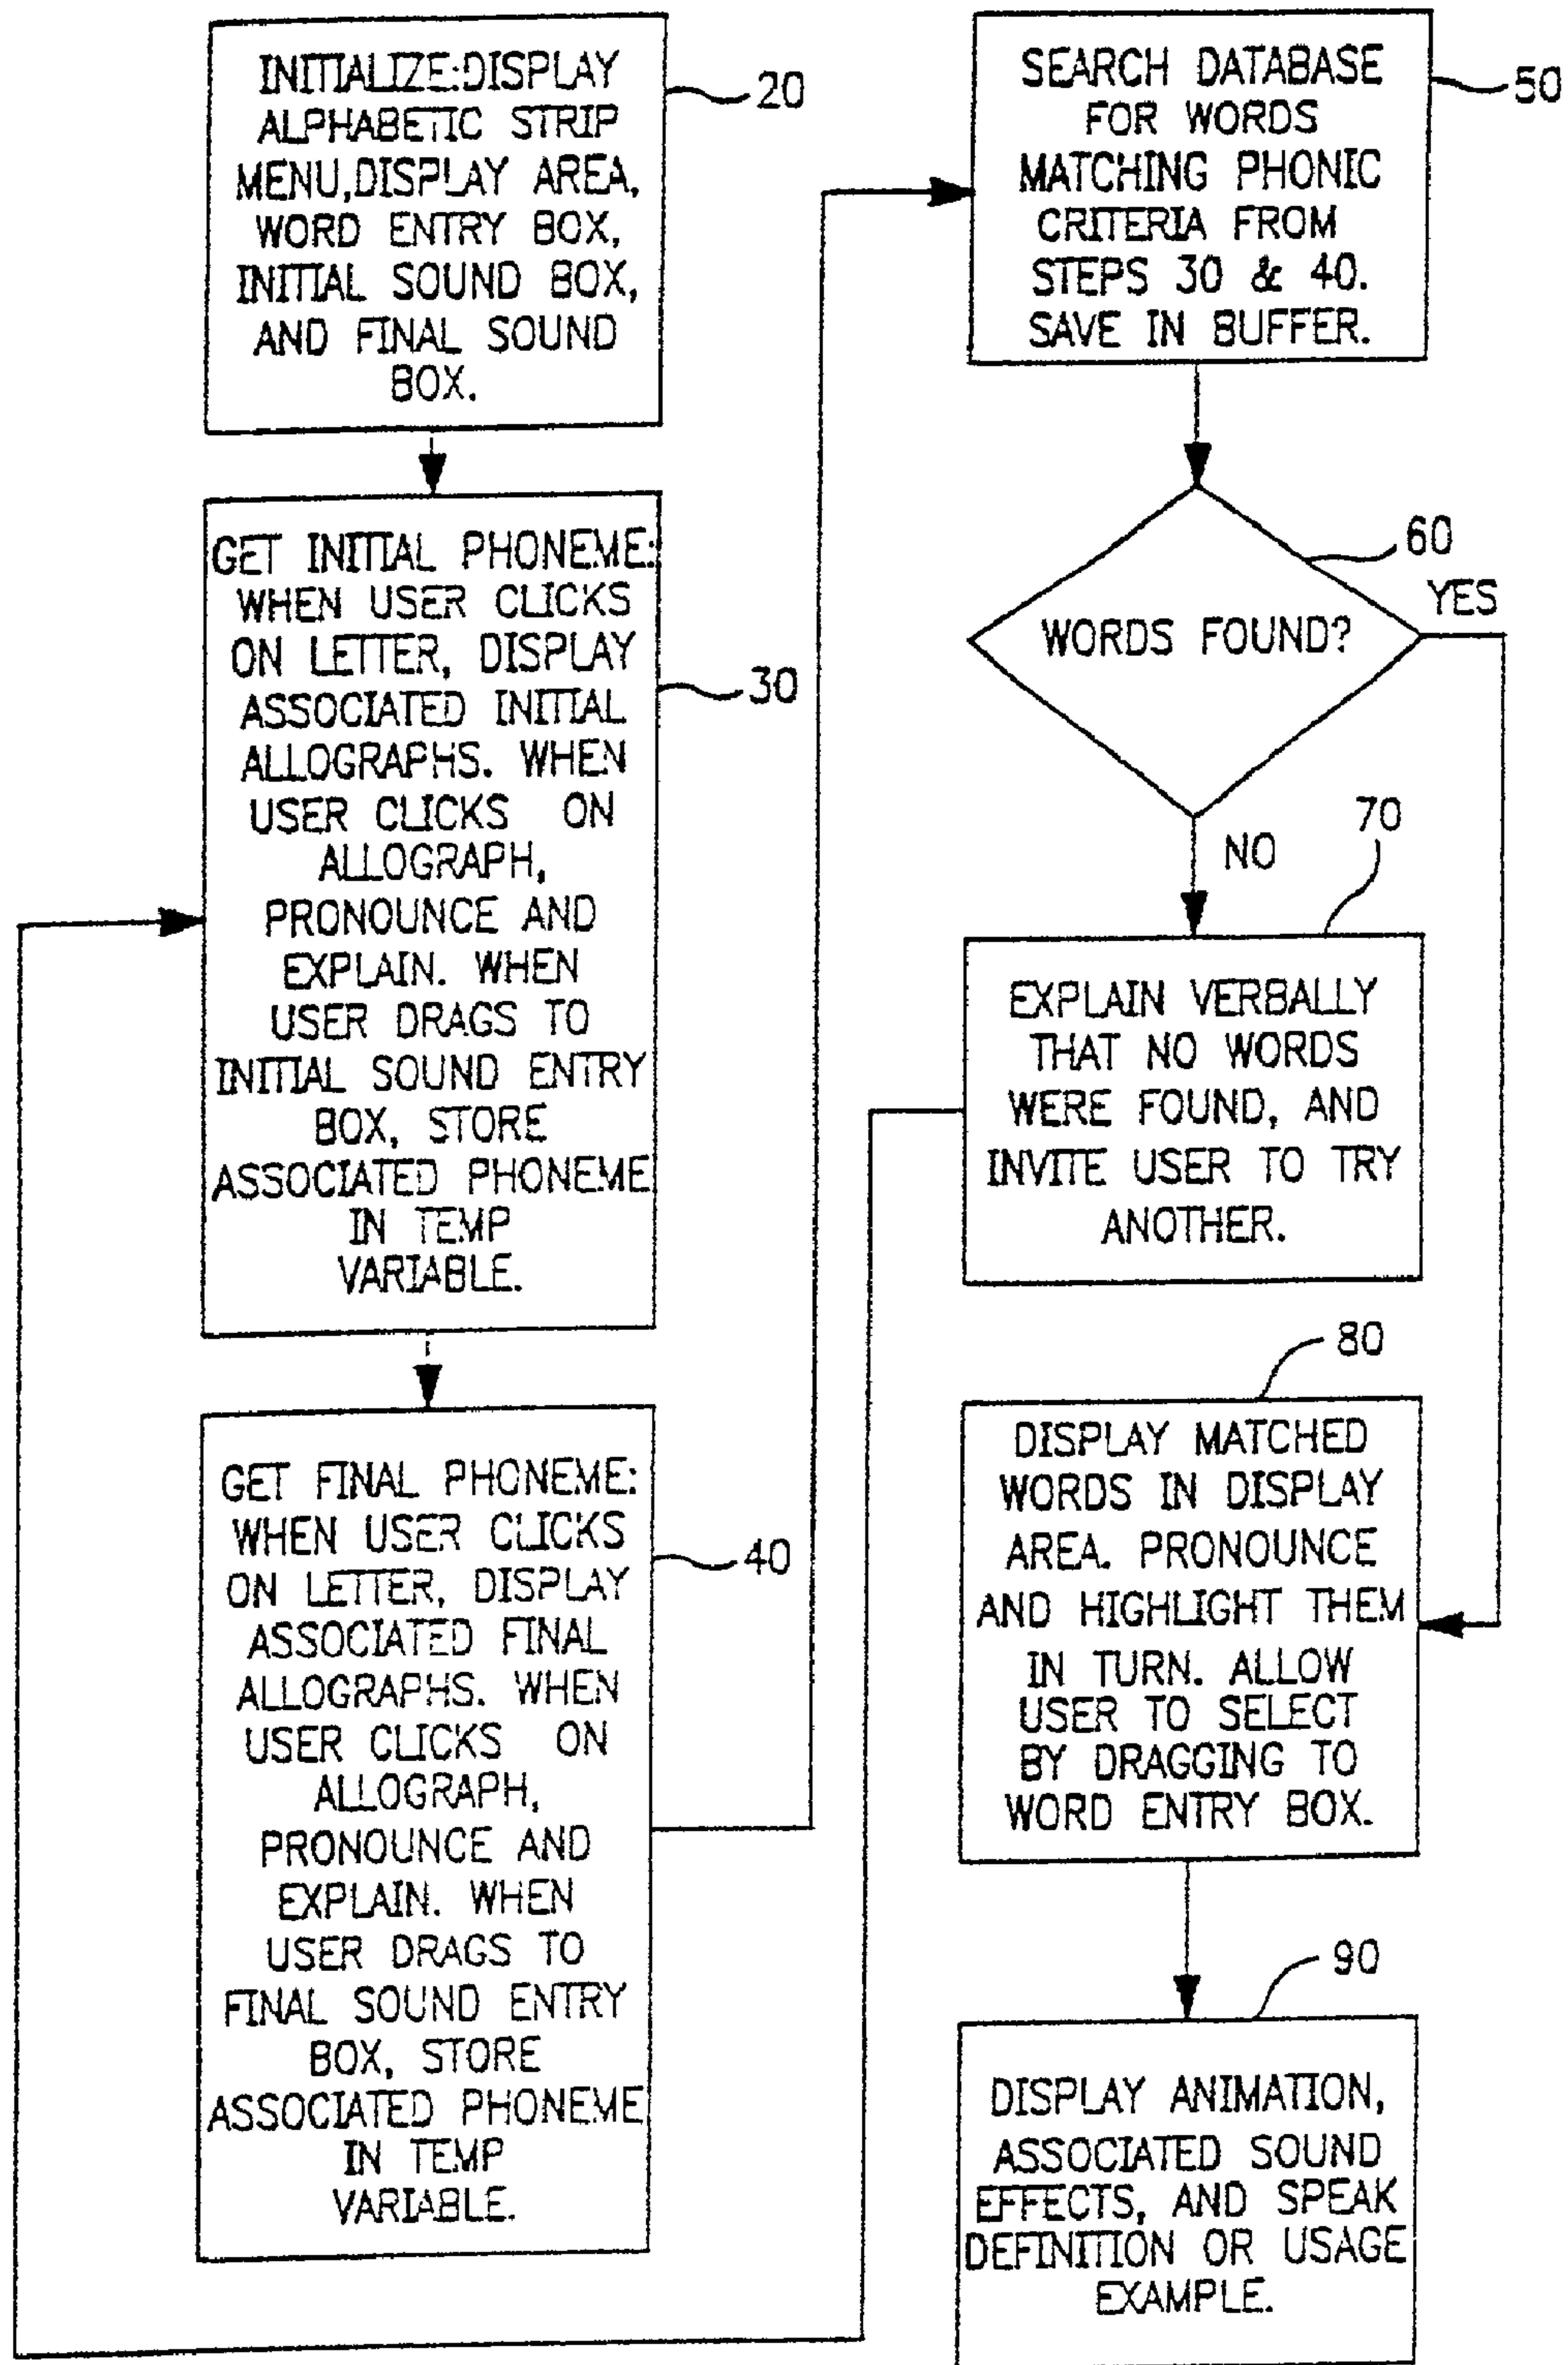 INITIALIZE:DISPLAY
ALPHABETIC STRIP
MENU,DISPLAY AREA,
WORD ENTRY BOX,
INITIAL SOUND BOX,
AND FINAL SOUND
BOX.
20
GET INITIAL PHONEME:
WHEN USER CLICKS
ON LETTER, DISPLAY
ASSOCIATED INITIAL
ALLOGRAPHS. WHEN
USER CLICKS ON
ALLOGRAPH,
PRONOUNCE AND
EXPLAIN. WHEN
USER DRAGS TO
INITIAL SOUND ENTRY
BOX, STORE
ASSOCIATED PHONEME
IN TEMP
VARIABLE.
30
GET FINAL PHONEME:
WHEN USER CLICKS
ON LETTER, DISPLAY
ASSOCIATED FINAL
ALLOGRAPHS. WHEN
USER CLICKS ON
ALLOGRAPH,
PRONOUNCE AND
EXPLAIN. WHEN
USER DRAGS TO
FINAL SOUND ENTRY
BOX, STORE
ASSOCIATED PHONEME
IN TEMP
VARIABLE.
40
SEARCH DATABASE
FOR WORDS
MATCHING PHONIC
CRITERIA FROM
STEPS 30 & 40.
SAVE IN BUFFER.
50
WORDS FOUND?
60
YES
NO
70
EXPLAIN VERBALLY
THAT NO WORDS
WERE FOUND, AND
INVITE USER TO TRY
ANOTHER.
80
DISPLAY MATCHED
WORDS IN DISPLAY
AREA. PRONOUNCE
AND HIGHLIGHT THEM
IN TURN. ALLOW
USER TO SELECT
BY DRAGGING TO
WORD ENTRY BOX.
90
DISPLAY ANIMATION,
ASSOCIATED SOUND
EFFECTS, AND SPEAK
DEFINITION OR USAGE
EXAMPLE.